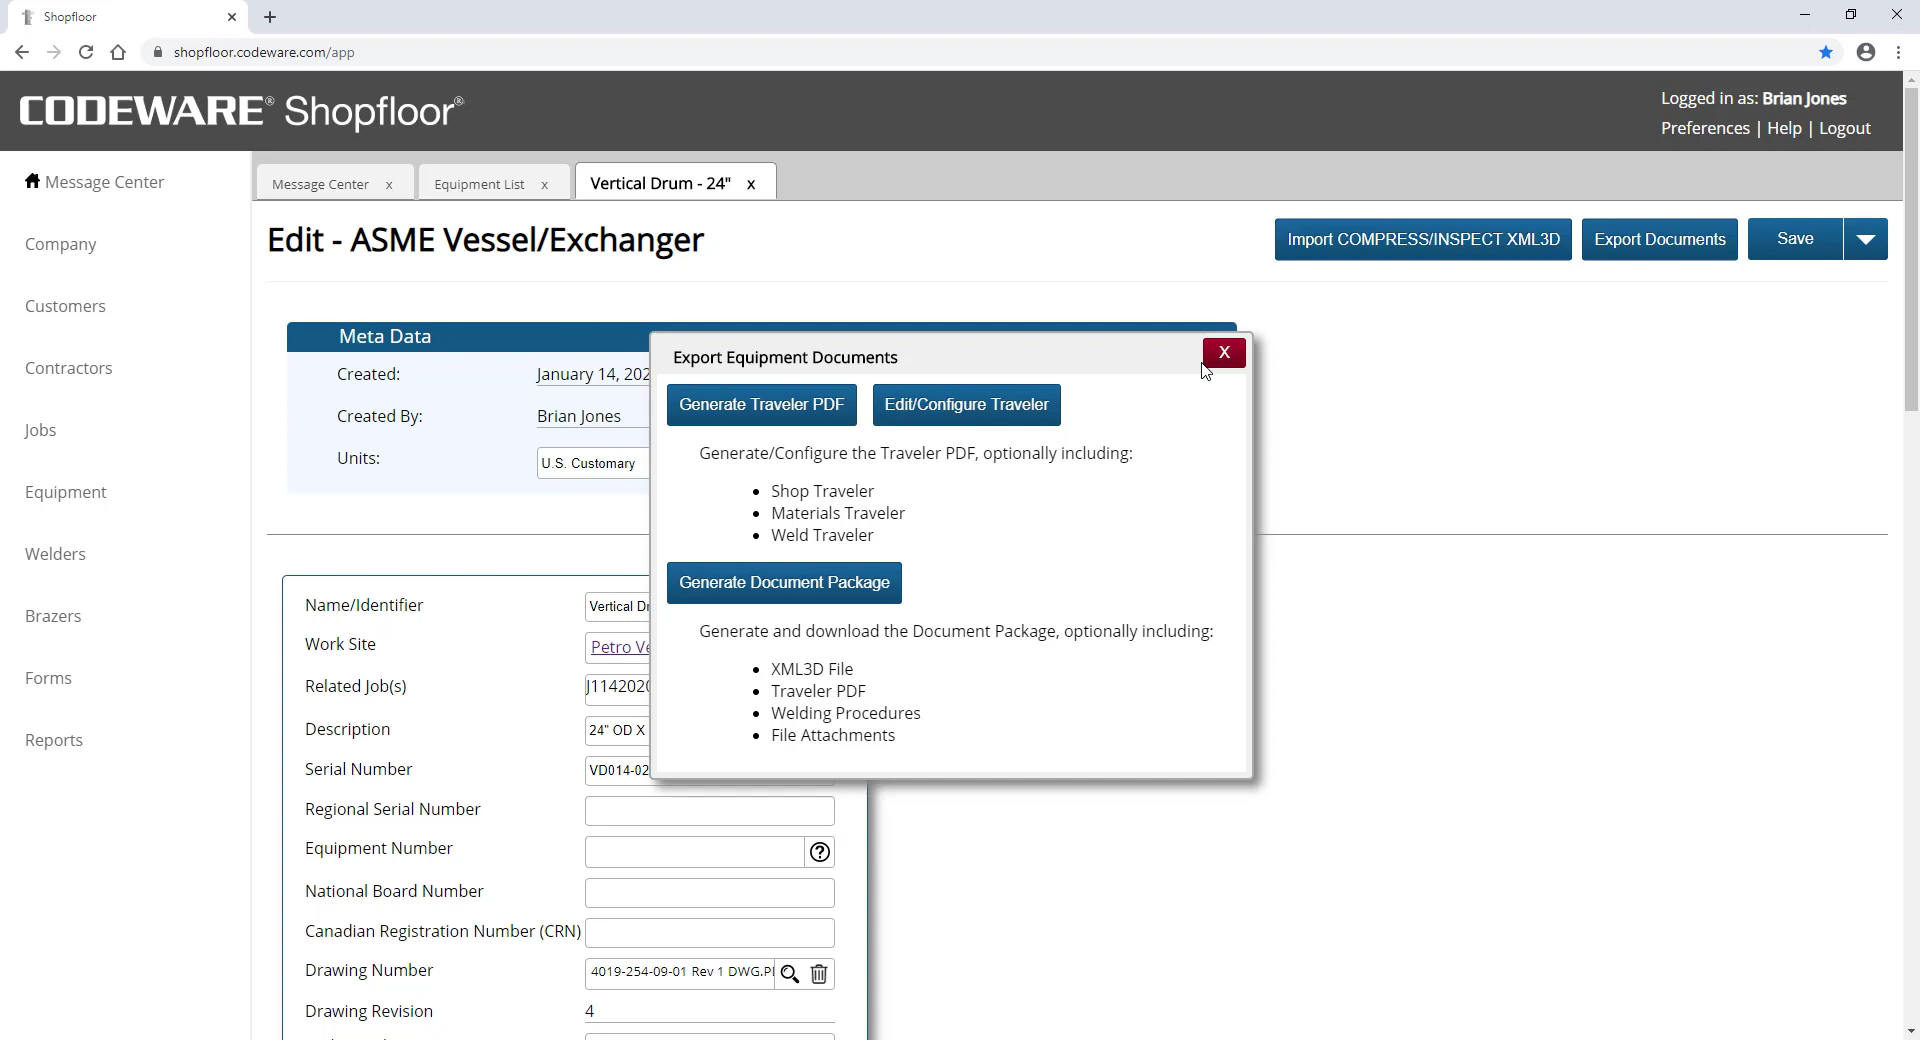 Shopfloor
shopfloor.codeware.com/app
CODEWARE® Shopfloor®
Logged in as: Brian Jones
Preferences | Help | Logout
Message Center
Company
Customers
Contractors
Jobs
Equipment
Welders
Brazers
Forms
Reports
Message Center x
Equipment List x
Vertical Drum - 24" x
Edit - ASME Vessel/Exchanger
Import COMPRESS/INSPECT XML3D
Export Documents
Save
Meta Data
Created: January 14, 202
Created By: Brian Jones
Units: U.S. Customary
Export Equipment Documents
X
Generate Traveler PDF
Edit/Configure Traveler
Generate/Configure the Traveler PDF, optionally including:
• Shop Traveler
• Materials Traveler
• Weld Traveler
Generate Document Package
Generate and download the Document Package, optionally including:
• XML3D File
• Traveler PDF
• Welding Procedures
• File Attachments
Name/Identifier Vertical Dr
Work Site Petro Ve
Related Job(s) J1142020
Description 24" OD X
Serial Number VD014-02
Regional Serial Number
Equipment Number
National Board Number
Canadian Registration Number (CRN)
Drawing Number 4019-254-09-01 Rev 1 DWG.P
Drawing Revision 4